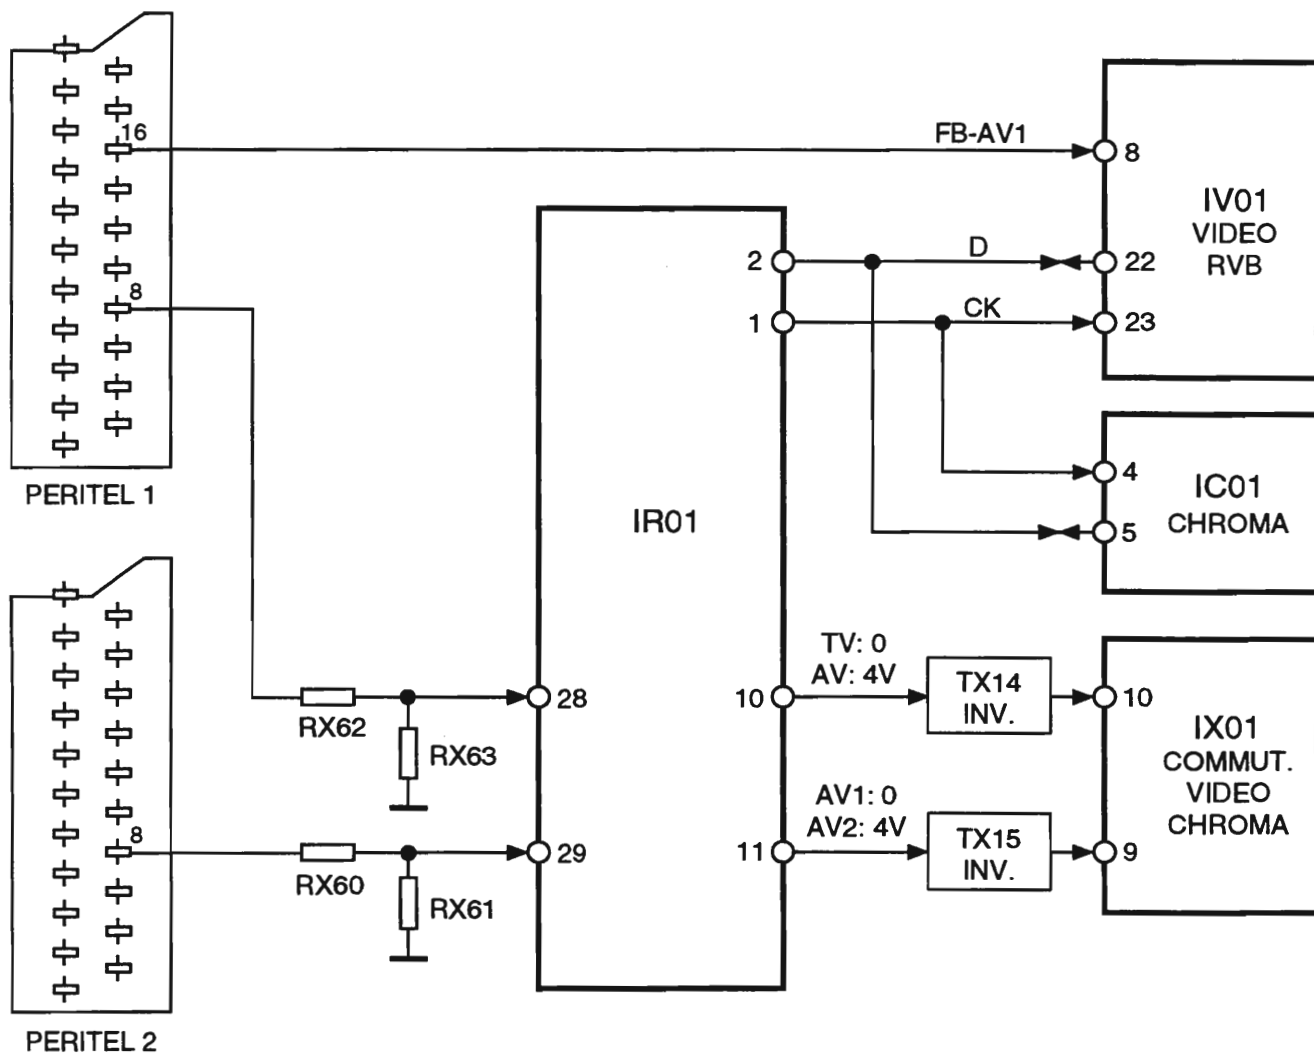 16
8
PERITEL 1
8
PERITEL 2
RX62
RX63
RX60
RX61
IR01
2
1
28
29
10
11
FB-AV1
D
CK
TV: 0
AV: 4V
AV1: 0
AV2: 4V
TX14
INV.
TX15
INV.
8
22
23
IV01
VIDEO
RVB
4
5
IC01
CHROMA
10
9
IX01
COMMUT.
VIDEO
CHROMA